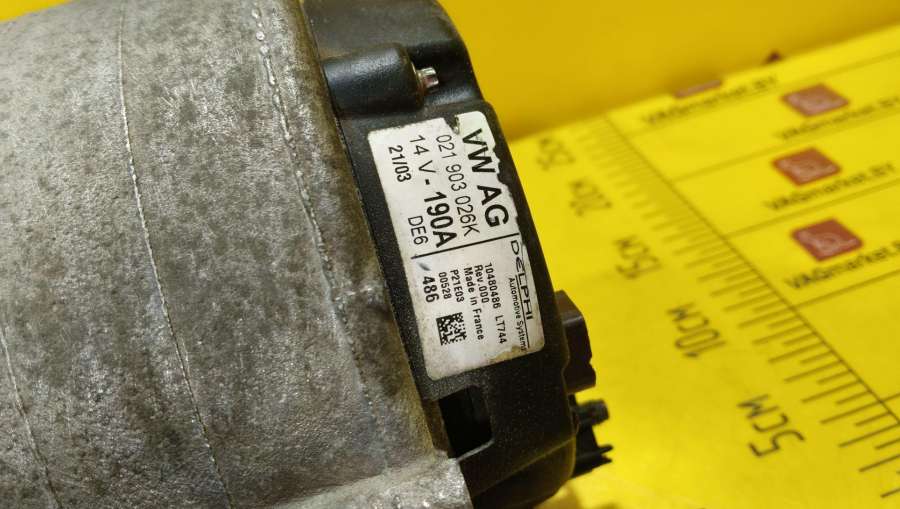 VW AG
021 903 026K
14 V - 190A
21/03 DE6
DELPHI
Automotive Systems
10480486 LT744
Rev.000
Made in France
P21E03
00528
486
VAGmarket.BY
VAGmarket.BY
VAGmarket.BY
25CM
20CM
15CM
10CM
5CM